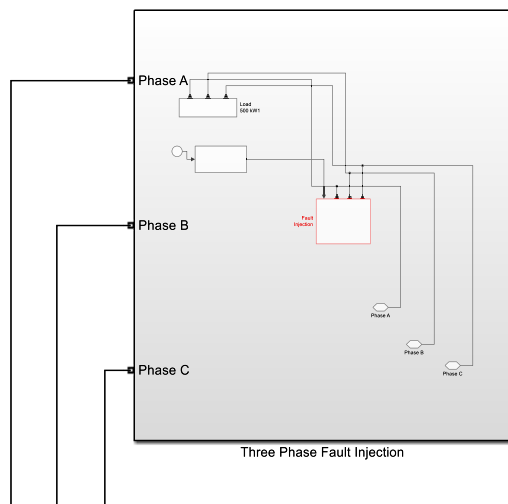 Phase A
Load
500 kW1
Phase B
Fault
Injection
Phase A
Phase B
Phase C
Phase C
Three Phase Fault Injection